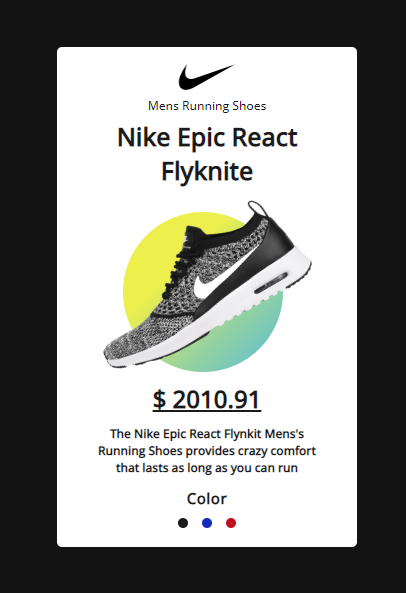 Mens Running Shoes
Nike Epic React
Flyknite
$ 2010.91
The Nike Epic React Flynkit Mens's
Running Shoes provides crazy comfort
that lasts as long as you can run
Color